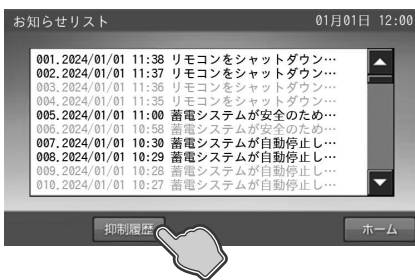 お知らせリスト 01月01日 12:00
001.2024/01/01 11:38 リモコンをシャットダウン…
002.2024/01/01 11:37 リモコンをシャットダウン…
003.2024/01/01 11:36 リモコンをシャットダウン…
004.2024/01/01 11:35 リモコンをシャットダウン…
005.2024/01/01 11:00 蓄電システムが安全のため…
006.2024/01/01 10:58 蓄電システムが安全のため…
007.2024/01/01 10:30 蓄電システムが自動停止し…
008.2024/01/01 10:29 蓄電システムが自動停止し…
009.2024/01/01 10:28 蓄電システムが自動停止し…
010.2024/01/01 10:27 蓄電システムが自動停止し…
抑制履歴 ホーム